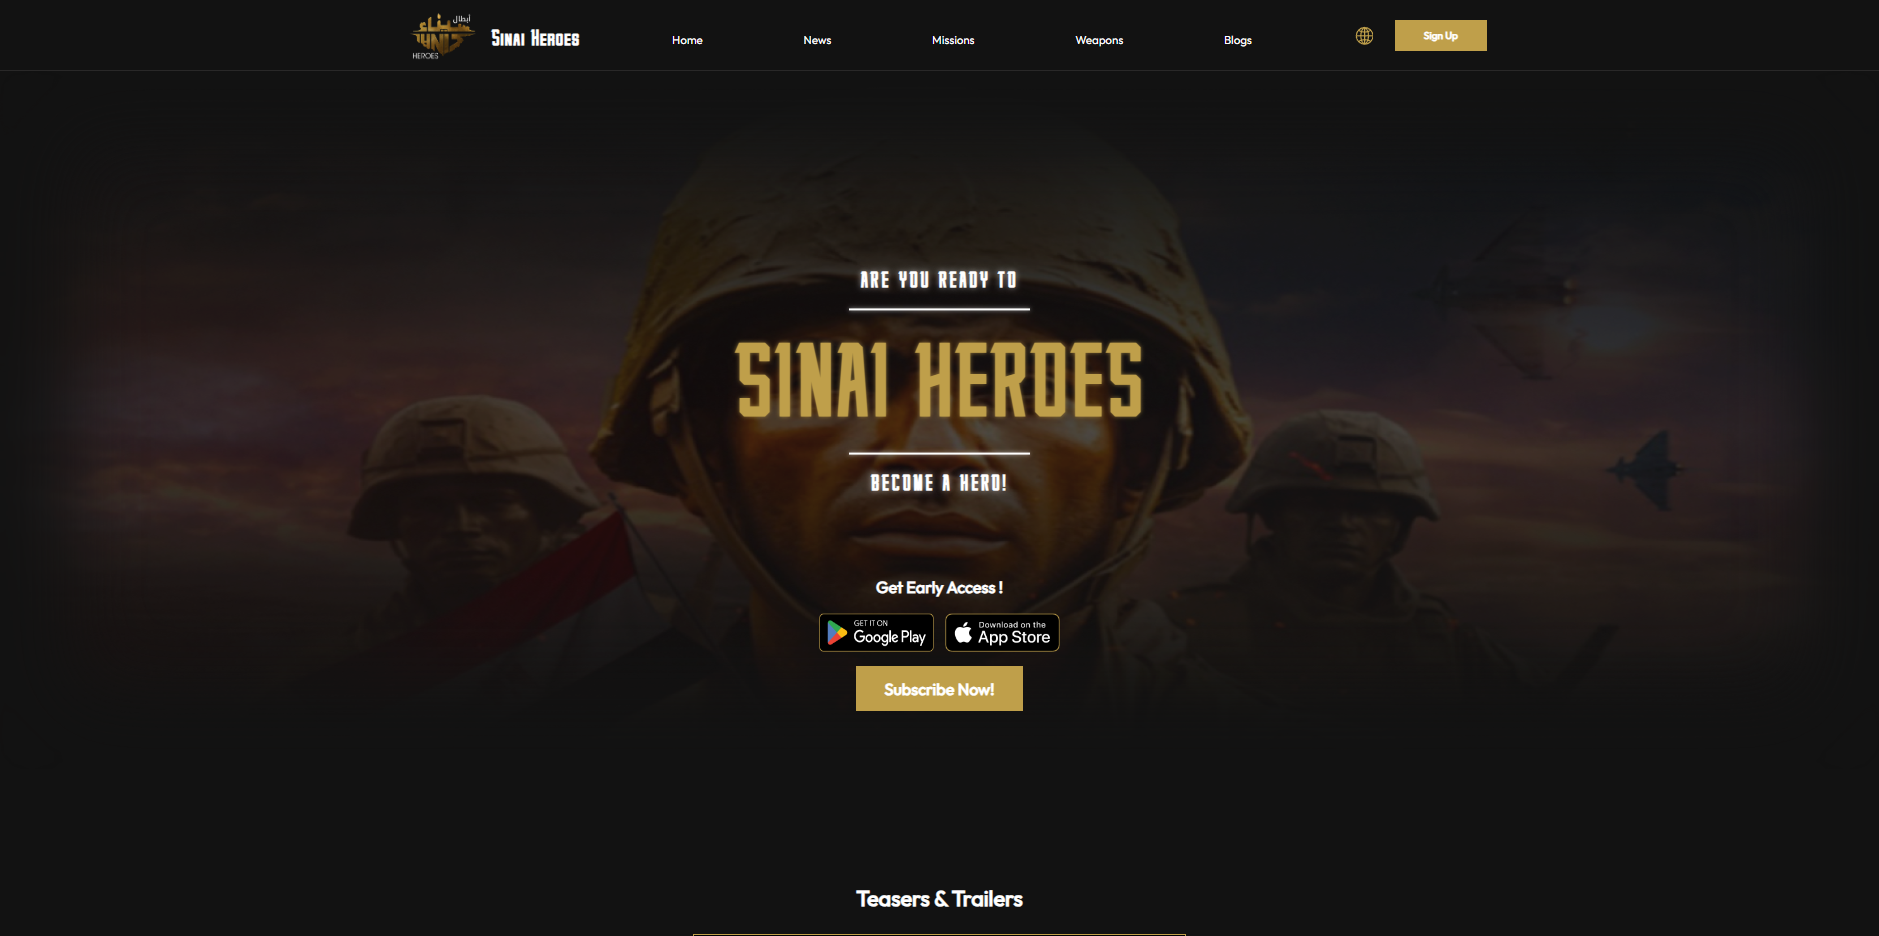 أبطال
سيناء
SINAI
HEROES
Sinai Heroes
Home
News
Missions
Weapons
Blogs
Sign Up
ARE YOU READY TO
SINAI HEROES
BECOME A HERO!
Get Early Access !
GET IT ON
Google Play
Download on the
App Store
Subscribe Now!
Teasers & Trailers